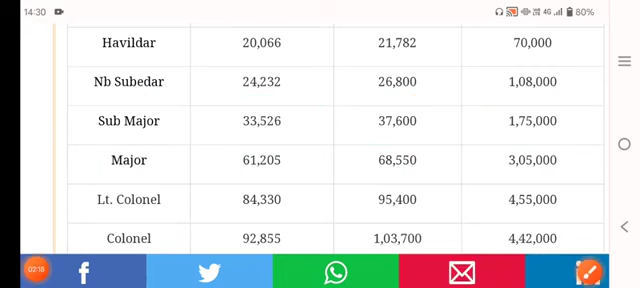 14:30 4G 80%
Havildar 20,066 21,782 70,000
Nb Subedar 24,232 26,800 1,08,000
Sub Major 33,526 37,600 1,75,000
Major 61,205 68,550 3,05,000
Lt. Colonel 84,330 95,400 4,55,000
Colonel 92,855 1,03,700 4,42,000
02:16